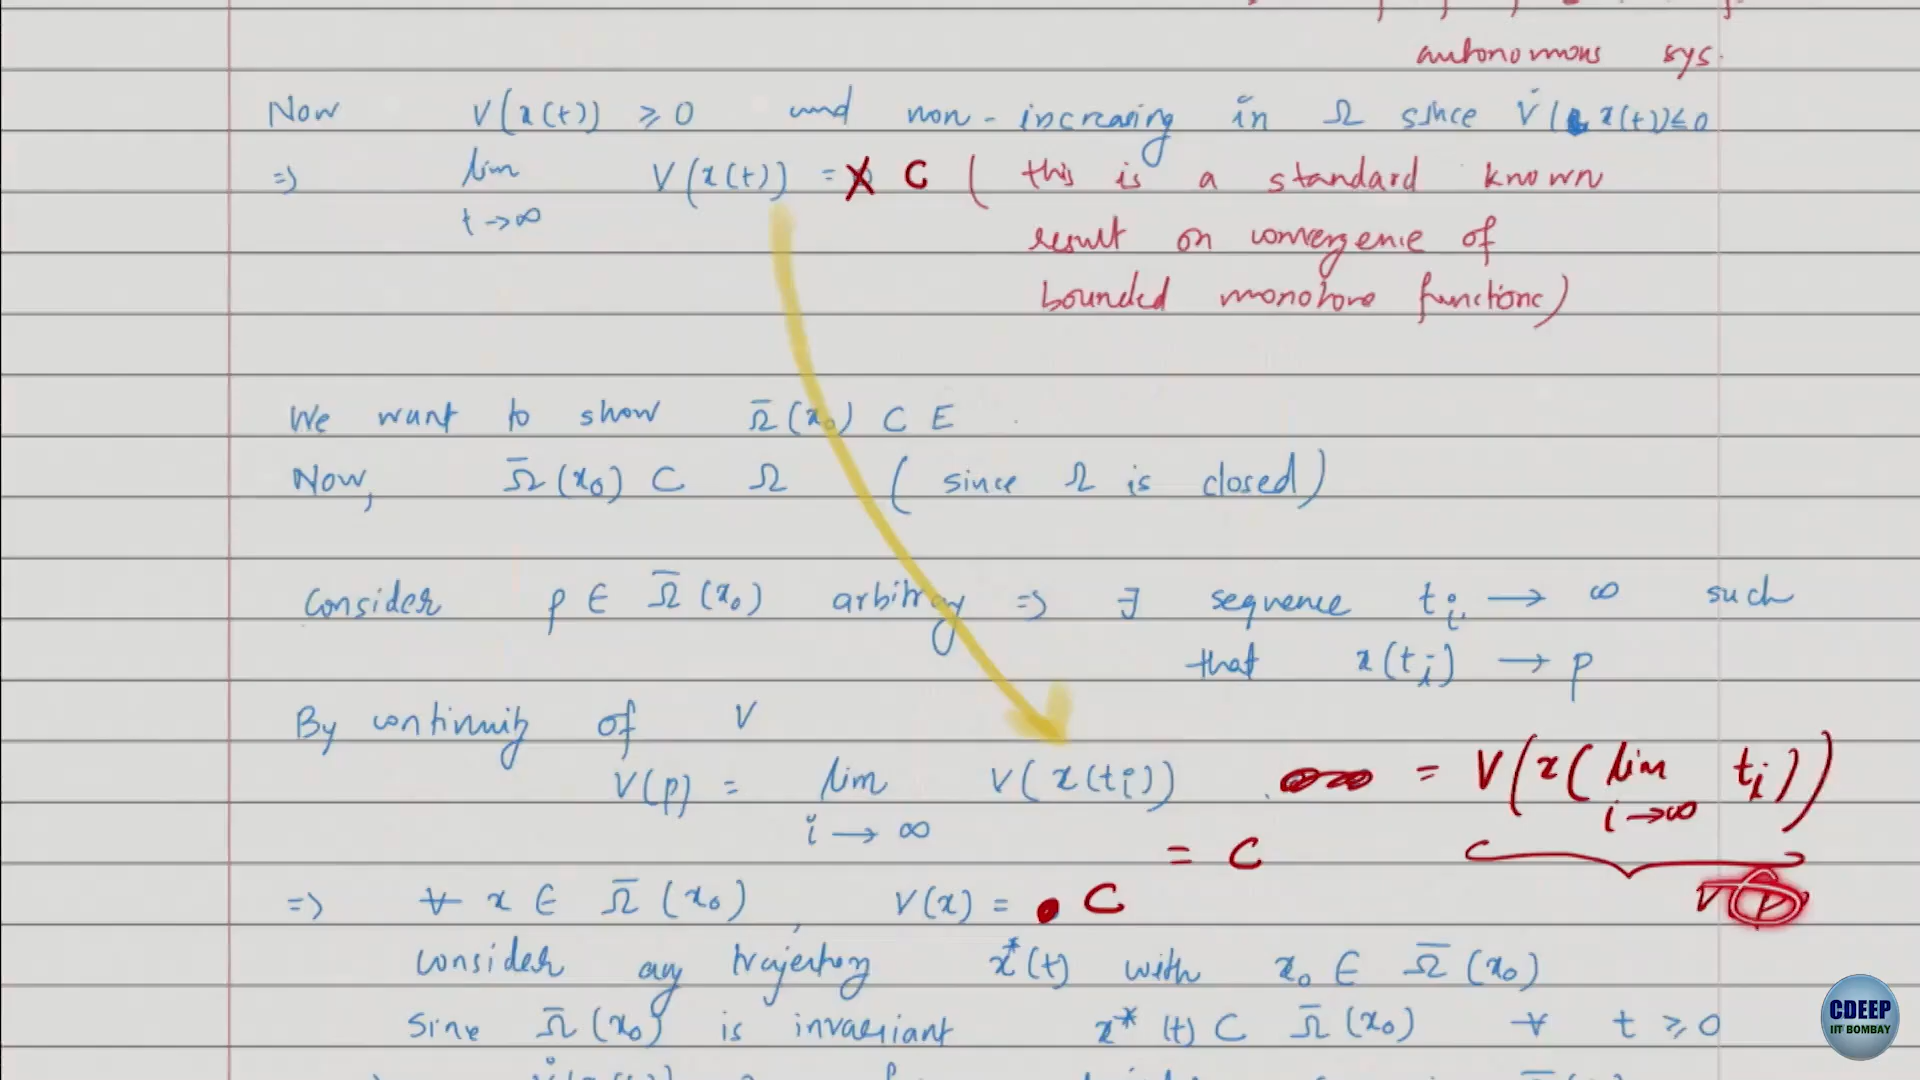 autonomous sys.
Now V(x(t)) ≥ 0 and non-increasing in Ω since V̇(x(t)) ≤ 0
=> lim t→∞ V(x(t)) = C (this is a standard known
result on convergenie of
bounded monotone functions)
We want to show Ω̄(x₀) ⊂ E
Now, Ω̄(x₀) ⊂ Ω (since Ω is closed)
Consider p ∈ Ω̄(x₀) arbitray => ∃ sequence tᵢ → ∞ such
that x(tᵢ) → p
By continuity of V
V(p) = lim i→∞ V(x(tᵢ)) = V(x(lim i→∞ tᵢ))
= C
V(p)
=> ∀ x ∈ Ω̄(x₀), V(x) = C
consider any trajectory x*(t) with x₀ ∈ Ω̄(x₀)
Sine Ω̄(x₀) is invariant x*(t) ⊂ Ω̄(x₀) ∀ t ≥ 0
CDEEP
IIT BOMBAY